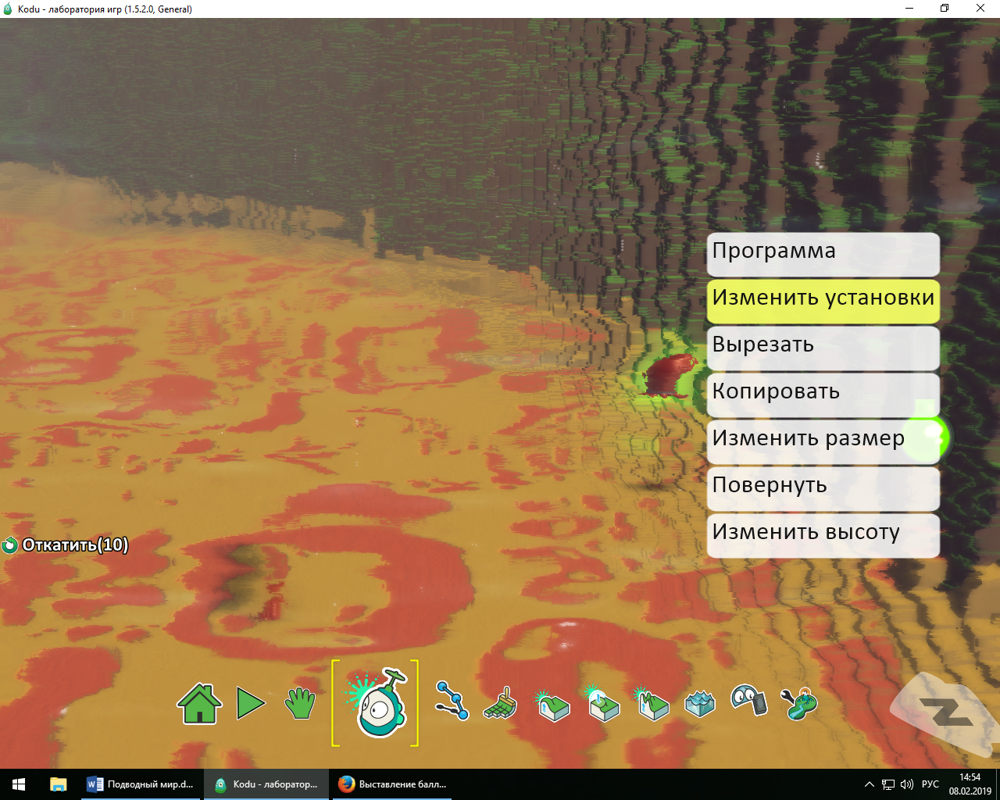 Kodu - лаборатория игр (1.5.2.0, General)
Программа
Изменить установки
Вырезать
Копировать
Изменить размер
Повернуть
Изменить высоту
Откатить(10)
Подводный мир.d...
Kodu - лаборатор...
Выставление балл...
РУС
14:54
08.02.2019